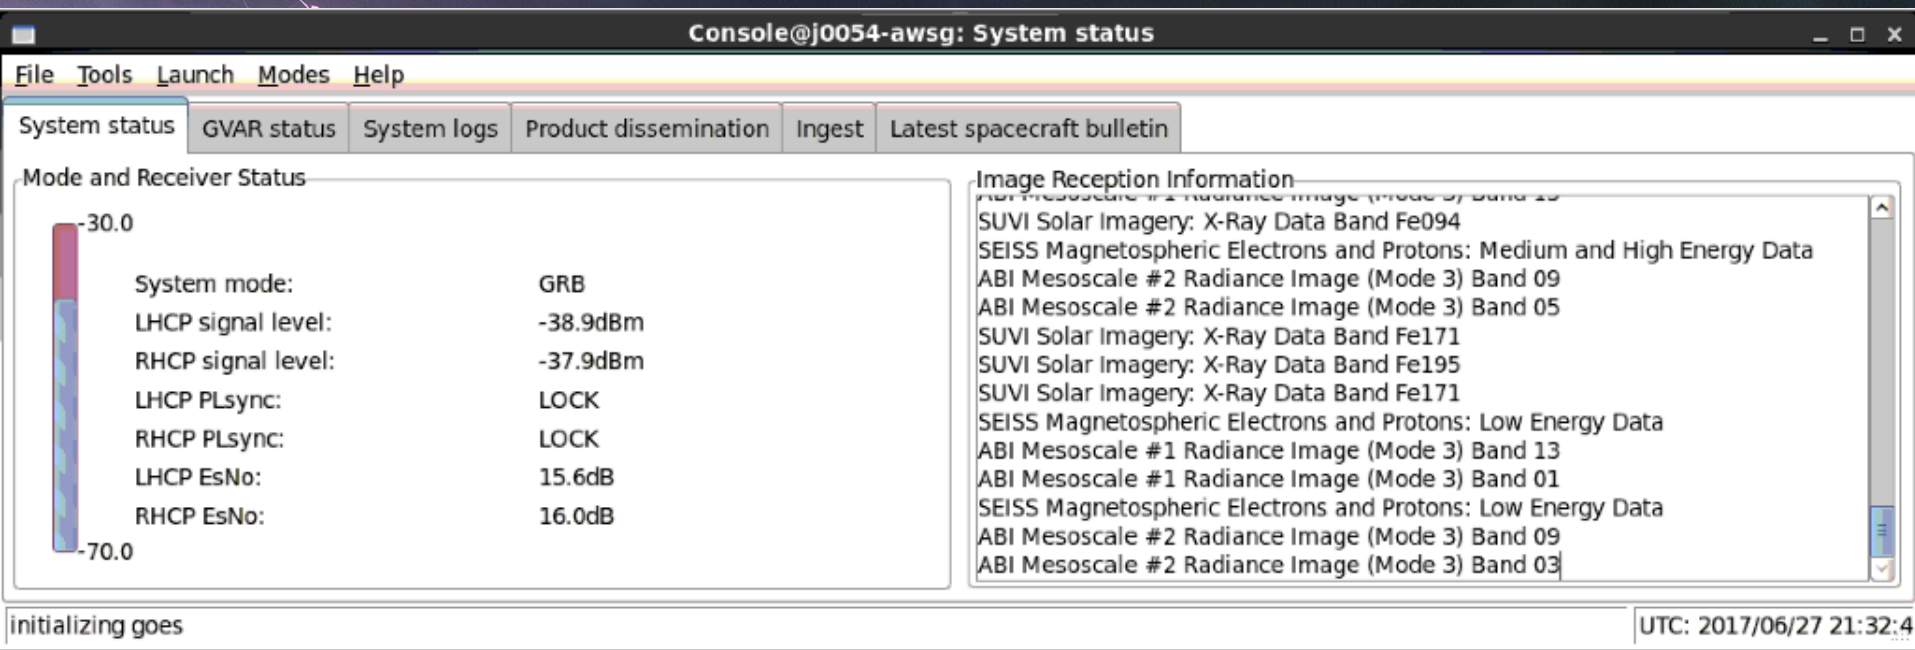 Console@j0054-awsg: System status
File Tools Launch Modes Help
System status GVAR status System logs Product dissemination Ingest Latest spacecraft bulletin
Mode and Receiver Status
-30.0
System mode: GRB
LHCP signal level: -38.9dBm
RHCP signal level: -37.9dBm
LHCP PLsync: LOCK
RHCP PLsync: LOCK
LHCP EsNo: 15.6dB
RHCP EsNo: 16.0dB
-70.0
Image Reception Information
ABI Mesoscale #1 Radiance Image (Mode 3) Band
SUVI Solar Imagery: X-Ray Data Band Fe094
SEISS Magnetospheric Electrons and Protons: Medium and High Energy Data
ABI Mesoscale #2 Radiance Image (Mode 3) Band 09
ABI Mesoscale #2 Radiance Image (Mode 3) Band 05
SUVI Solar Imagery: X-Ray Data Band Fe171
SUVI Solar Imagery: X-Ray Data Band Fe195
SUVI Solar Imagery: X-Ray Data Band Fe171
SEISS Magnetospheric Electrons and Protons: Low Energy Data
ABI Mesoscale #1 Radiance Image (Mode 3) Band 13
ABI Mesoscale #1 Radiance Image (Mode 3) Band 01
SEISS Magnetospheric Electrons and Protons: Low Energy Data
ABI Mesoscale #2 Radiance Image (Mode 3) Band 09
ABI Mesoscale #2 Radiance Image (Mode 3) Band 03
initializing goes
UTC: 2017/06/27 21:32:4